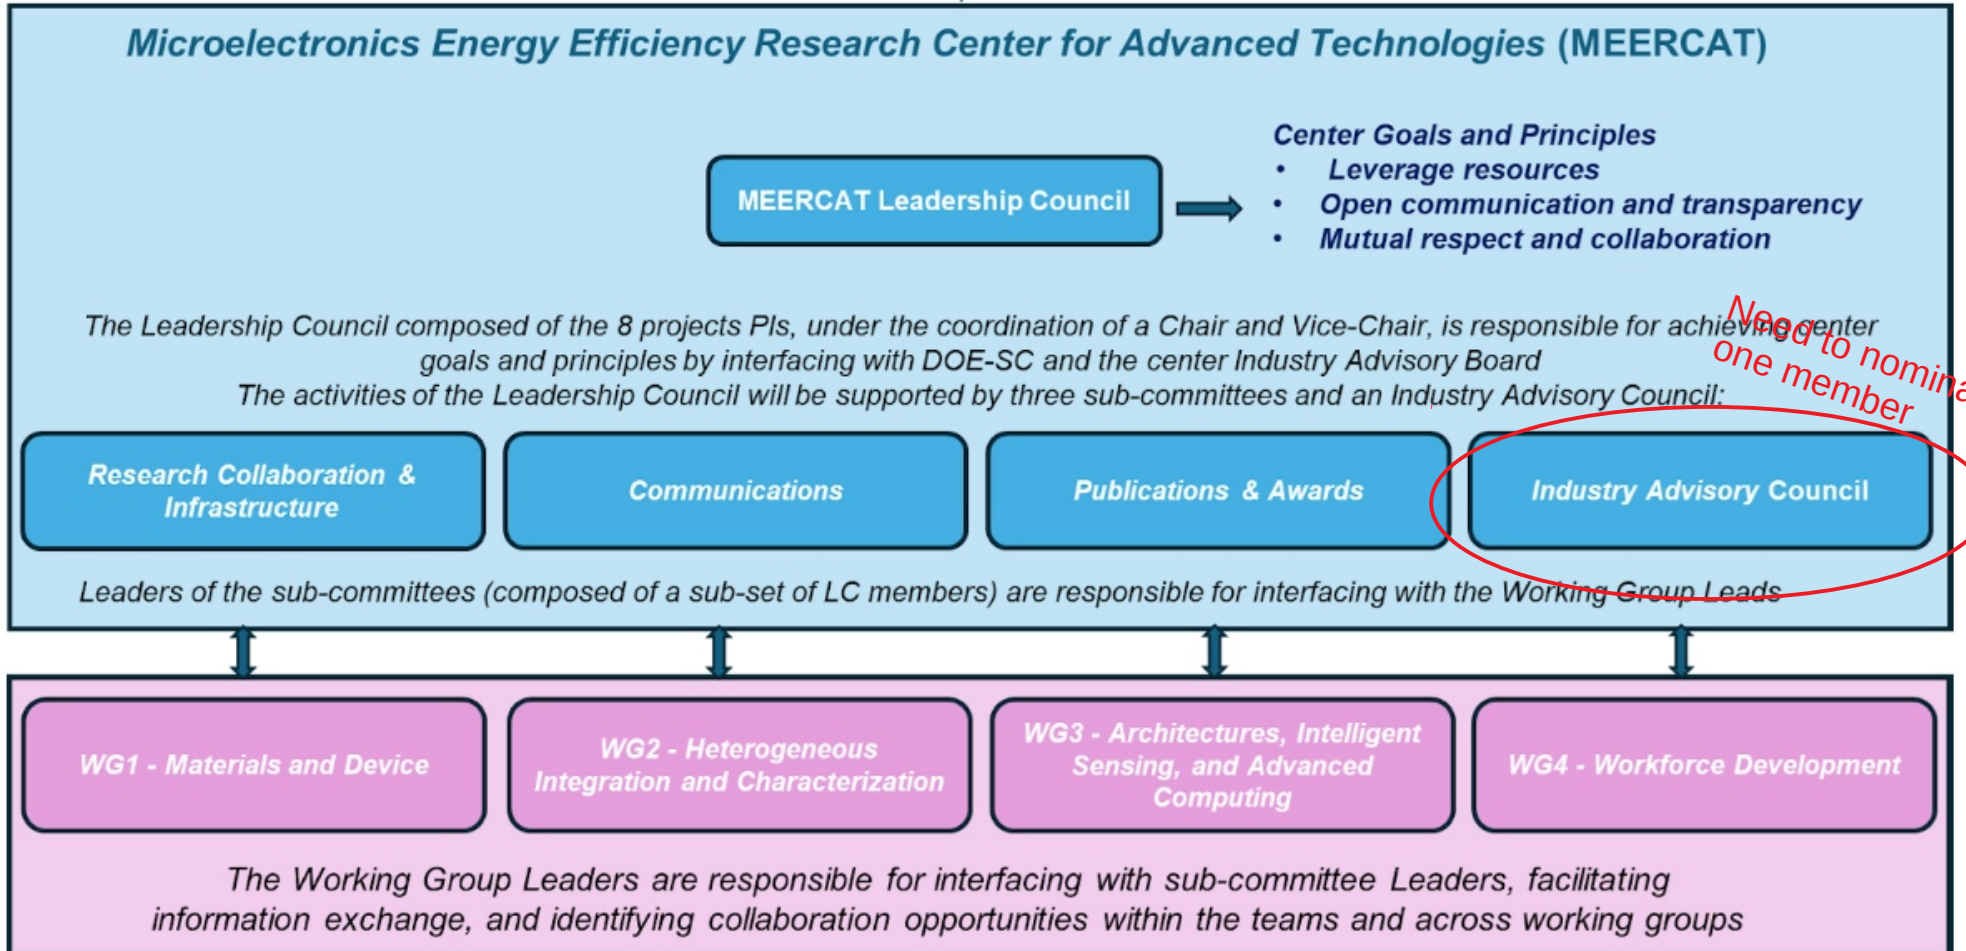 Microelectronics Energy Efficiency Research Center for Advanced Technologies (MEERCAT)
MEERCAT Leadership Council
Center Goals and Principles
• Leverage resources
• Open communication and transparency
• Mutual respect and collaboration
The Leadership Council composed of the 8 projects PIs, under the coordination of a Chair and Vice-Chair, is responsible for achieving center
goals and principles by interfacing with DOE-SC and the center Industry Advisory Board
The activities of the Leadership Council will be supported by three sub-committees and an Industry Advisory Council:
Need to
one member
Research Collaboration &
Infrastructure
Communications
Publications & Awards
Industry Advisory Council
Leaders of the sub-committees (composed of a sub-set of LC members) are responsible for interfacing with the Working Group Leads
WG1 - Materials and Device
WG2 - Heterogeneous
Integration and Characterization
WG3 - Architectures, Intelligent
Sensing, and Advanced
Computing
WG4 - Workforce Development
The Working Group Leaders are responsible for interfacing with sub-committee Leaders, facilitating
information exchange, and identifying collaboration opportunities within the teams and across working groups